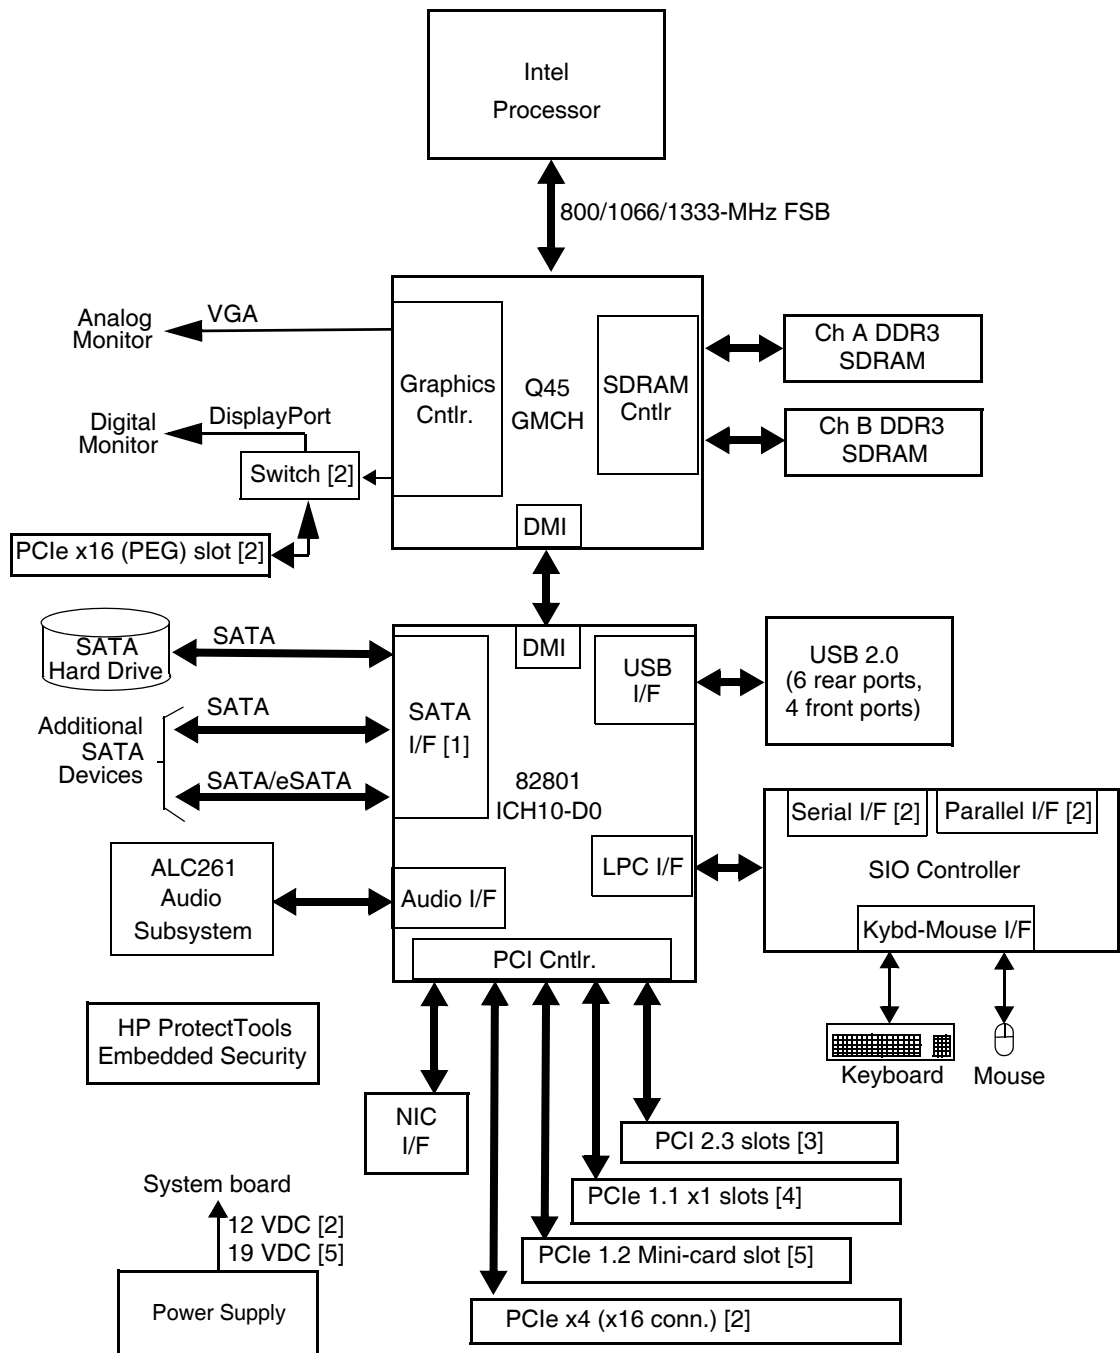 Intel
Processor
800/1066/1333-MHz FSB
Analog
Monitor
VGA
Graphics
Cntlr.
Q45
GMCH
SDRAM
Cntlr
Ch A DDR3
SDRAM
Digital
Monitor
DisplayPort
Ch B DDR3
SDRAM
Switch [2]
DMI
PCIe x16 (PEG) slot [2]
SATA
Hard Drive
SATA
DMI
USB
I/F
USB 2.0
(6 rear ports,
4 front ports)
Additional
SATA
Devices
SATA
SATA/eSATA
SATA
I/F [1]
82801
ICH10-D0
Serial I/F [2]
Parallel I/F [2]
SIO Controller
Kybd-Mouse I/F
LPC I/F
ALC261
Audio
Subsystem
Audio I/F
PCI Cntlr.
HP ProtectTools
Embedded Security
Keyboard
Mouse
NIC
I/F
PCI 2.3 slots [3]
PCIe 1.1 x1 slots [4]
PCIe 1.2 Mini-card slot [5]
PCIe x4 (x16 conn.) [2]
System board
12 VDC [2]
19 VDC [5]
Power Supply